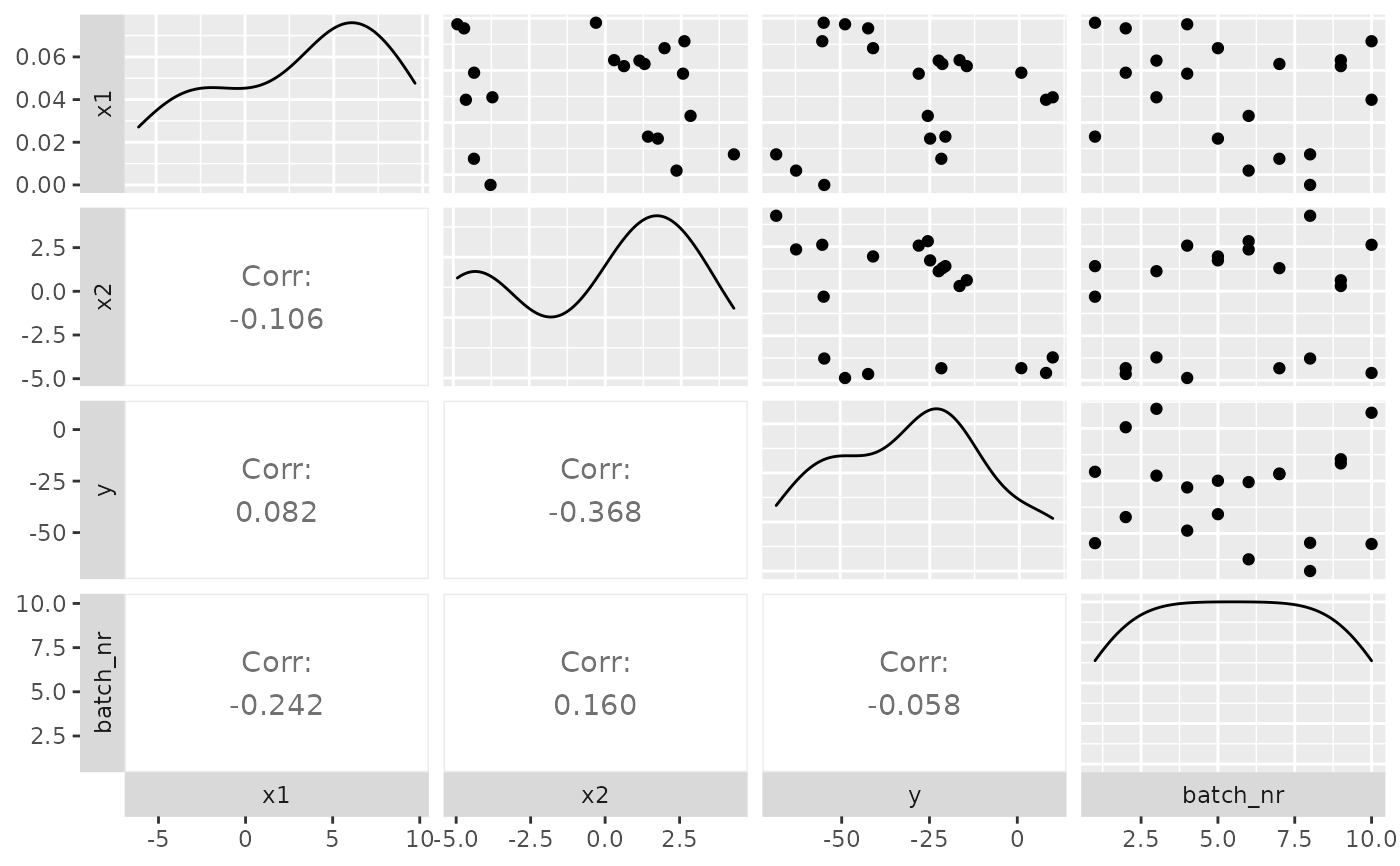 0.06
0.04
0.02
0.00
x1
2.5
0.0
-2.5
-5.0
x2
Corr:
-0.106
0
-25
-50
y
Corr:
0.082
Corr:
-0.368
10.0
7.5
5.0
2.5
batch_nr
Corr:
-0.242
Corr:
0.160
Corr:
-0.058
x1 x2 y batch_nr
-5 0 5 10 -5.0 -2.5 0.0 2.5 -50 -25 0 2.5 5.0 7.5 10.0